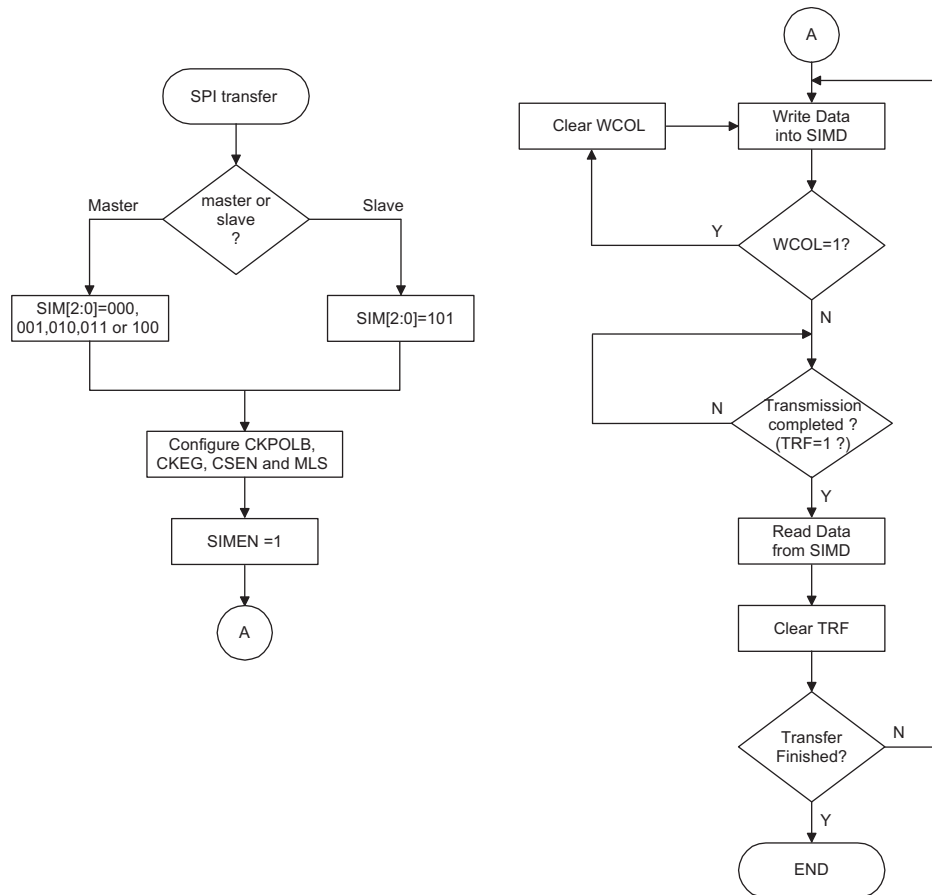 SPI transfer
master or
slave
?
Master
Slave
SIM[2:0]=000,
001,010,011 or 100
SIM[2:0]=101
Configure CKPOLB,
CKEG, CSEN and MLS
SIMEN =1
A
A
Clear WCOL
Write Data
into SIMD
Y
WCOL=1?
N
N
Transmission
completed ?
(TRF=1 ?)
Y
Read Data
from SIMD
Clear TRF
Transfer
Finished?
N
Y
END